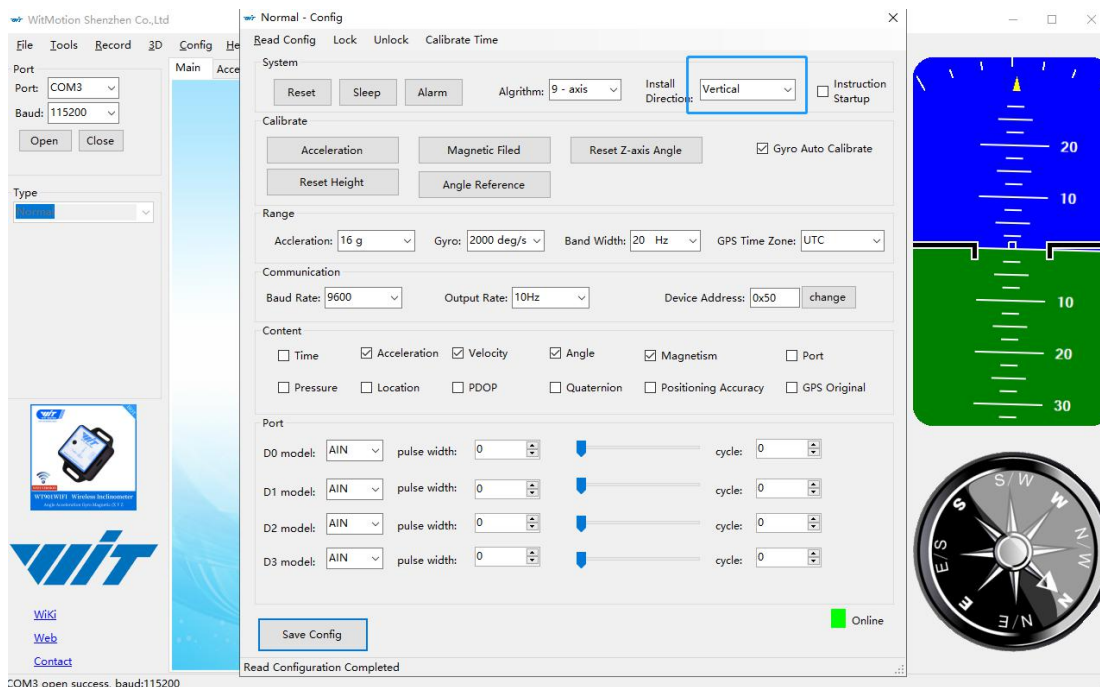 WitMotion Shenzhen Co.,Ltd
File Tools Record 3D Config He
Port
Port: COM3
Baud: 115200
Open Close
Type
Normal
Main Acce
Normal - Config
Read Config Lock Unlock Calibrate Time
System
Reset Sleep Alarm Algrithm: 9 - axis Install Direction: Vertical Instruction Startup
Calibrate
Acceleration Magnetic Filed Reset Z-axis Angle Gyro Auto Calibrate
Reset Height Angle Reference
Range
Accleration: 16 g Gyro: 2000 deg/s Band Width: 20 Hz GPS Time Zone: UTC
Communication
Baud Rate: 9600 Output Rate: 10Hz Device Address: 0x50 change
Content
Time Acceleration Velocity Angle Magnetism Port
Pressure Location PDOP Quaternion Positioning Accuracy GPS Original
Port
D0 model: AIN pulse width: 0 cycle: 0
D1 model: AIN pulse width: 0 cycle: 0
D2 model: AIN pulse width: 0 cycle: 0
D3 model: AIN pulse width: 0 cycle: 0
Save Config
Online
Read Configuration Completed
20
10
10
20
30
S/W
W
N/W
N
N/E
E
E/S
S
WiT
WT901WIFI Wireless Inclinometer
WiT
WiKi
Web
Contact
COM3 open success, baud:115200